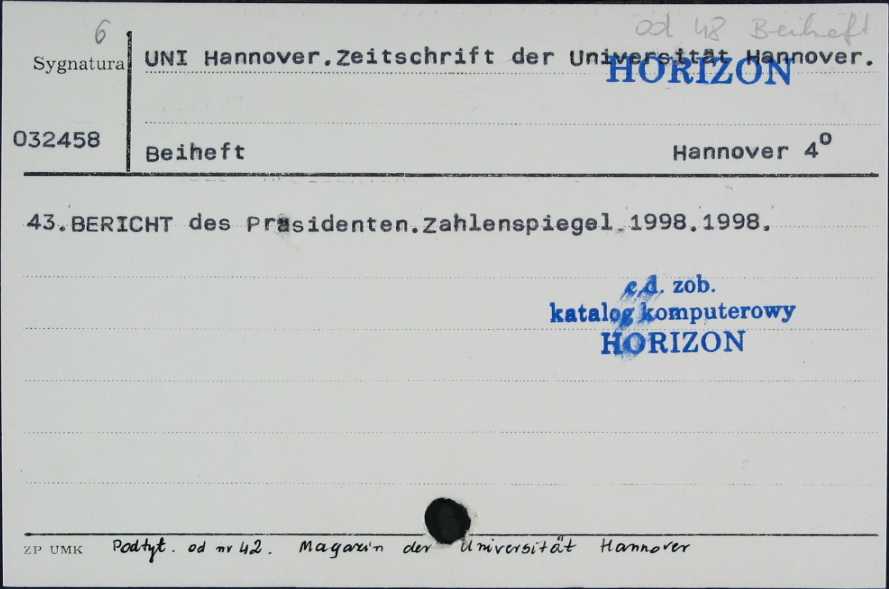 6
od 48 Beiheft
Sygnatura
UNI Hannover.Zeitschrift der Universität Hannover.
HORIZON
032458
Beiheft Hannover 4o
43.BERICHT des Präsidenten.Zahlenspiegel.1998.1998.
c.d. zob.
katalog komputerowy
HORIZON
ZP UMK Podtyt. od nr 42. Magazin der Universität Hannover